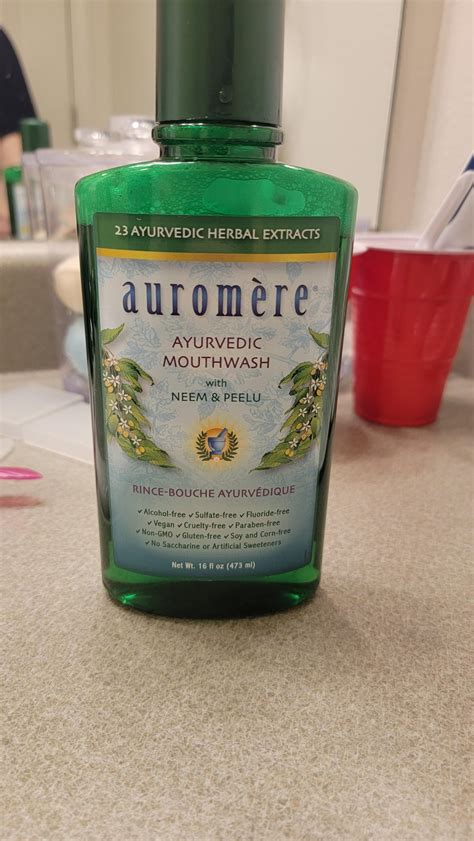 23 AYURVEDIC HERBAL EXTRACTS
auromère®
AYURVEDIC
MOUTHWASH
with
NEEM & PEELU
RINCE-BOUCHE AYURVÉDIQUE
✓ Alcohol-free ✓ Sulfate-free ✓ Fluoride-free
✓ Vegan ✓ Cruelty-free ✓ Paraben-free
✓ Non-GMO ✓ Gluten-free ✓ Soy and Corn-free
✓ No Saccharine or Artificial Sweeteners
Net Wt. 16 fl oz (473 ml)